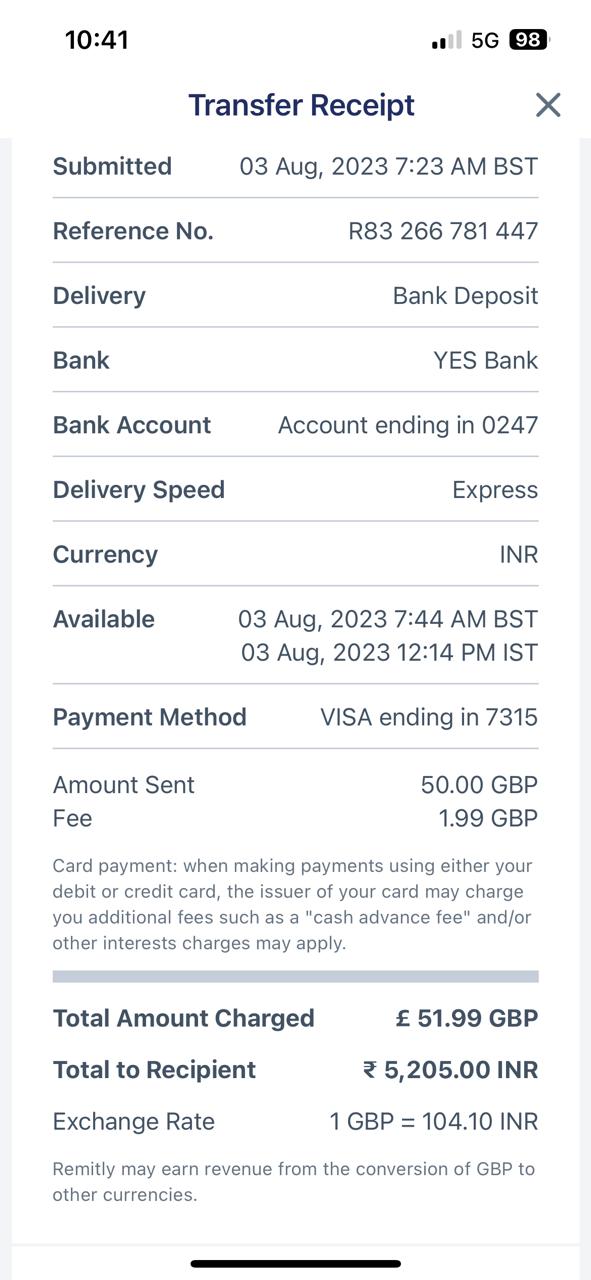 10:41 5G 98
Transfer Receipt
Submitted 03 Aug, 2023 7:23 AM BST
Reference No. R83 266 781 447
Delivery Bank Deposit
Bank YES Bank
Bank Account Account ending in 0247
Delivery Speed Express
Currency INR
Available 03 Aug, 2023 7:44 AM BST
03 Aug, 2023 12:14 PM IST
Payment Method VISA ending in 7315
Amount Sent 50.00 GBP
Fee 1.99 GBP
Card payment: when making payments using either your
debit or credit card, the issuer of your card may charge
you additional fees such as a "cash advance fee" and/or
other interests charges may apply.
Total Amount Charged £ 51.99 GBP
Total to Recipient ₹ 5,205.00 INR
Exchange Rate 1 GBP = 104.10 INR
Remitly may earn revenue from the conversion of GBP to
other currencies.